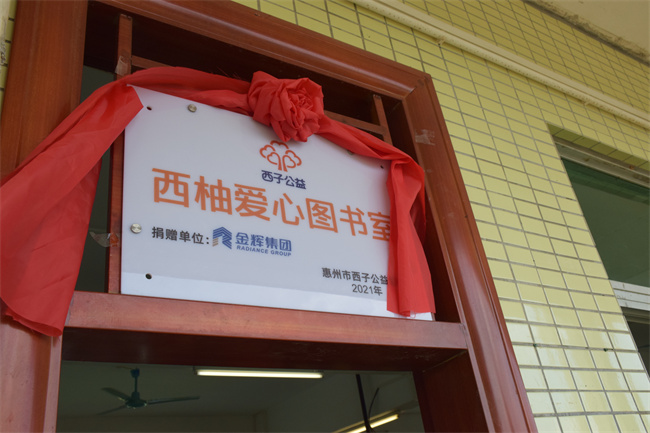 西子公益
西柚爱心图书室
捐赠单位：金辉集团
RADIANCE GROUP
惠州市西子公益
2021年